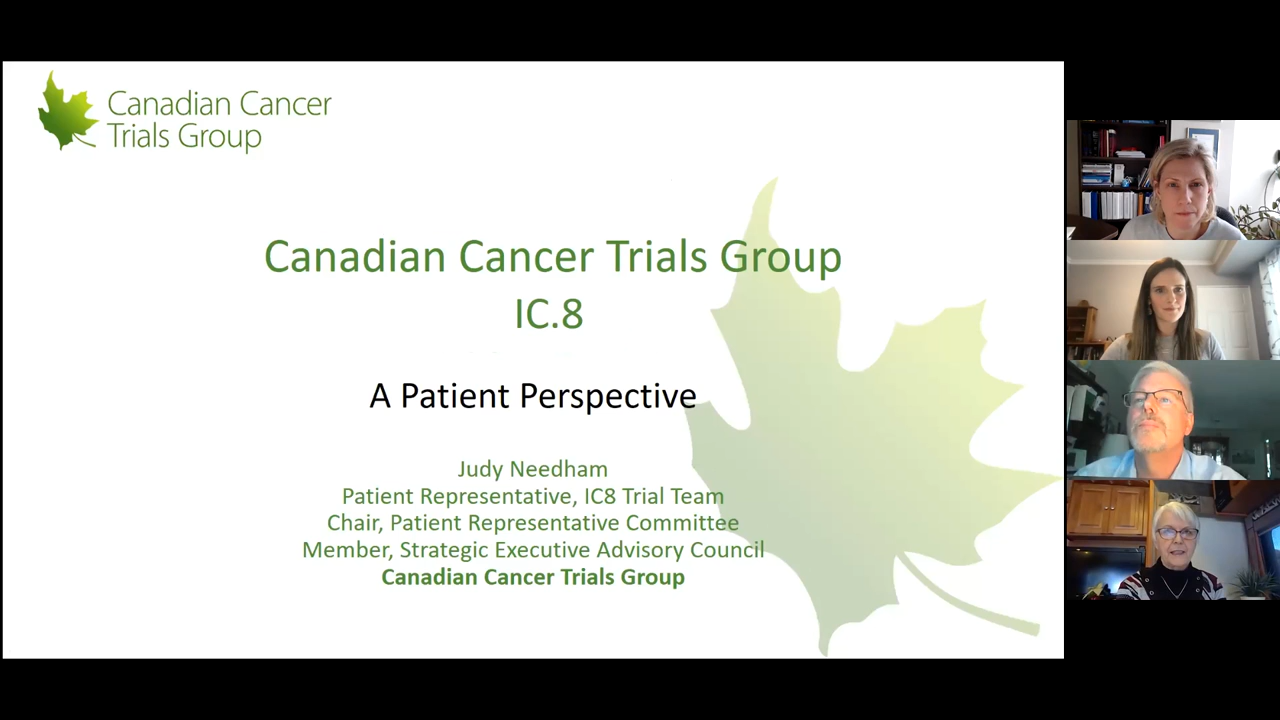 Canadian Cancer
Trials Group
Canadian Cancer Trials Group
IC.8
A Patient Perspective
Judy Needham
Patient Representative, IC8 Trial Team
Chair, Patient Representative Committee
Member, Strategic Executive Advisory Council
Canadian Cancer Trials Group